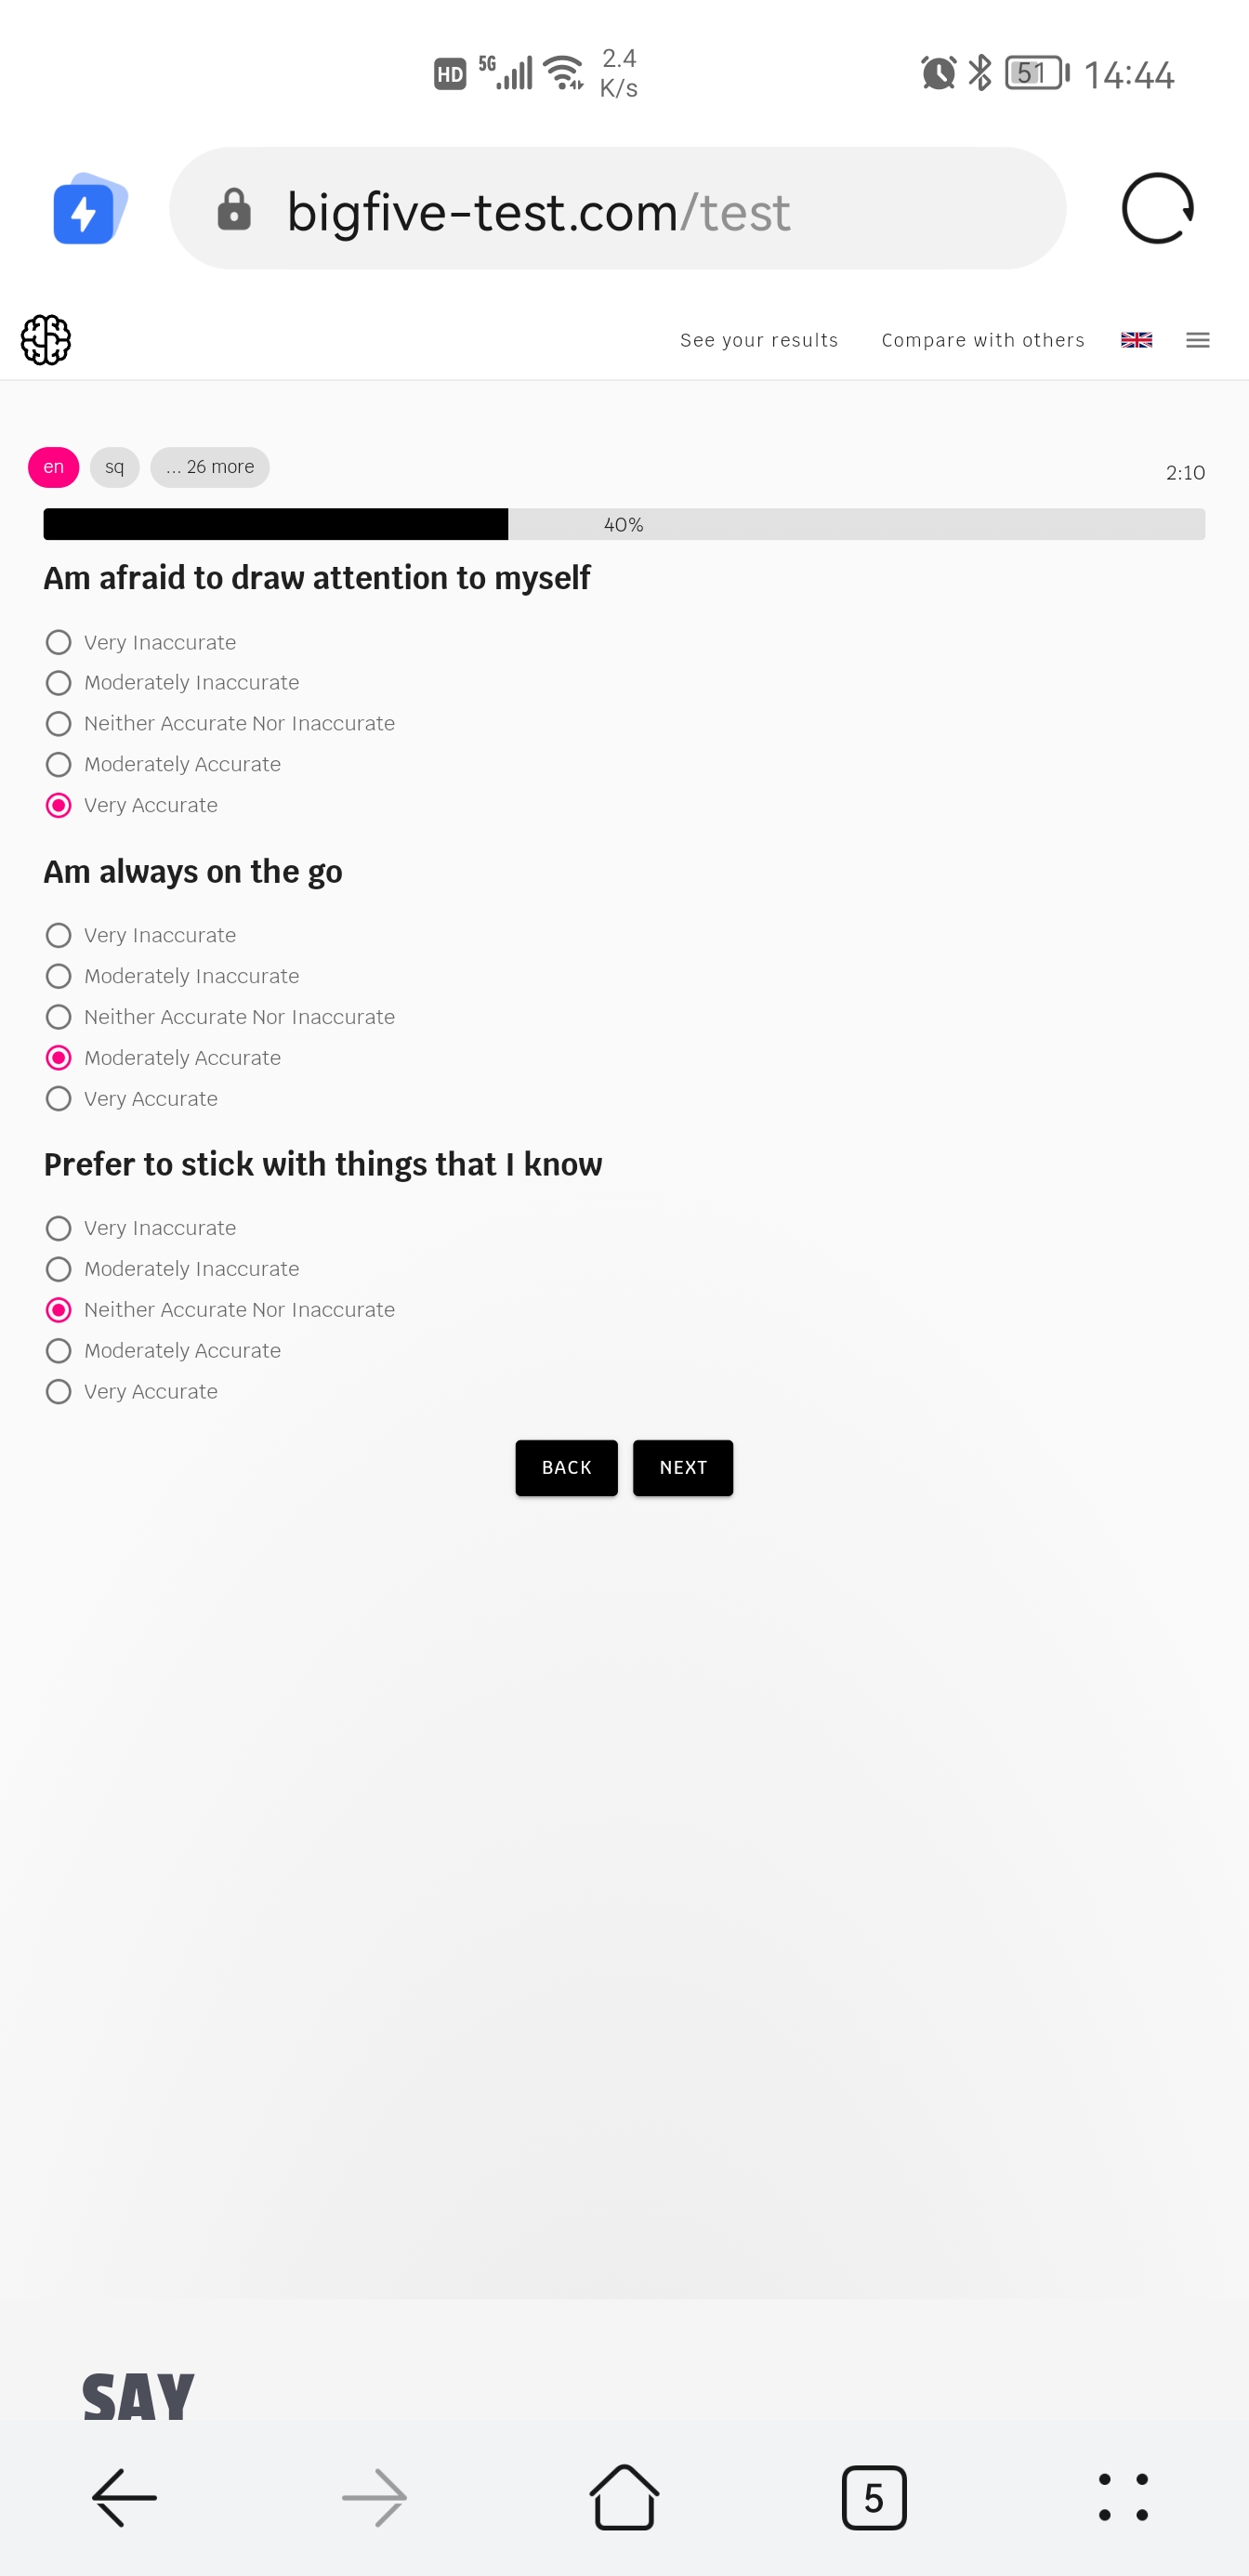 HD 5G 2.4 K/s 51 14:44
bigfive-test.com/test
See your results Compare with others
en sq ... 26 more 2:10
40%
Am afraid to draw attention to myself
Very Inaccurate
Moderately Inaccurate
Neither Accurate Nor Inaccurate
Moderately Accurate
Very Accurate
Am always on the go
Very Inaccurate
Moderately Inaccurate
Neither Accurate Nor Inaccurate
Moderately Accurate
Very Accurate
Prefer to stick with things that I know
Very Inaccurate
Moderately Inaccurate
Neither Accurate Nor Inaccurate
Moderately Accurate
Very Accurate
BACK NEXT
SAY
5